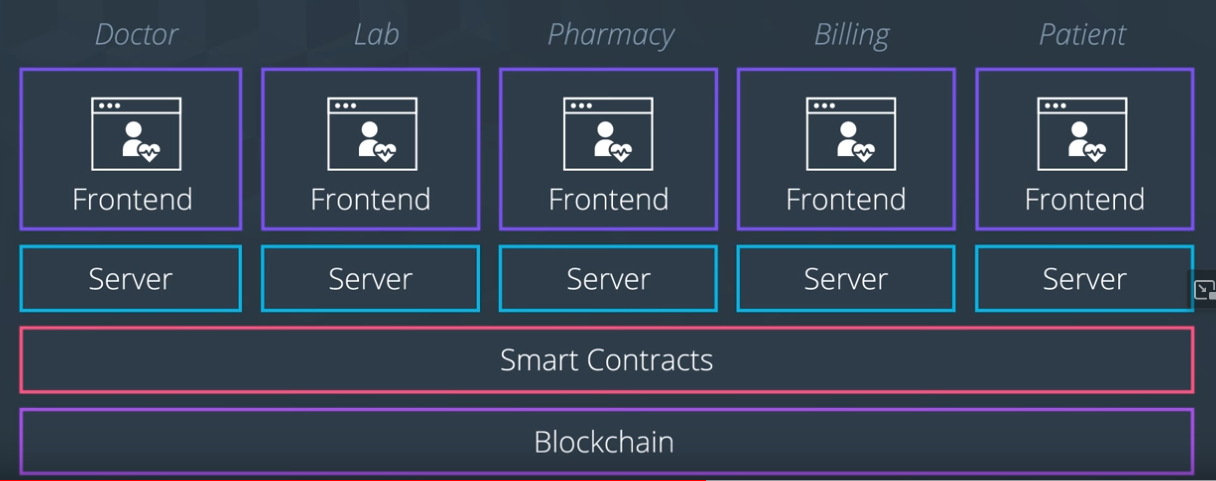 Doctor Lab Pharmacy Billing Patient
Frontend Frontend Frontend Frontend Frontend
Server Server Server Server Server
Smart Contracts
Blockchain